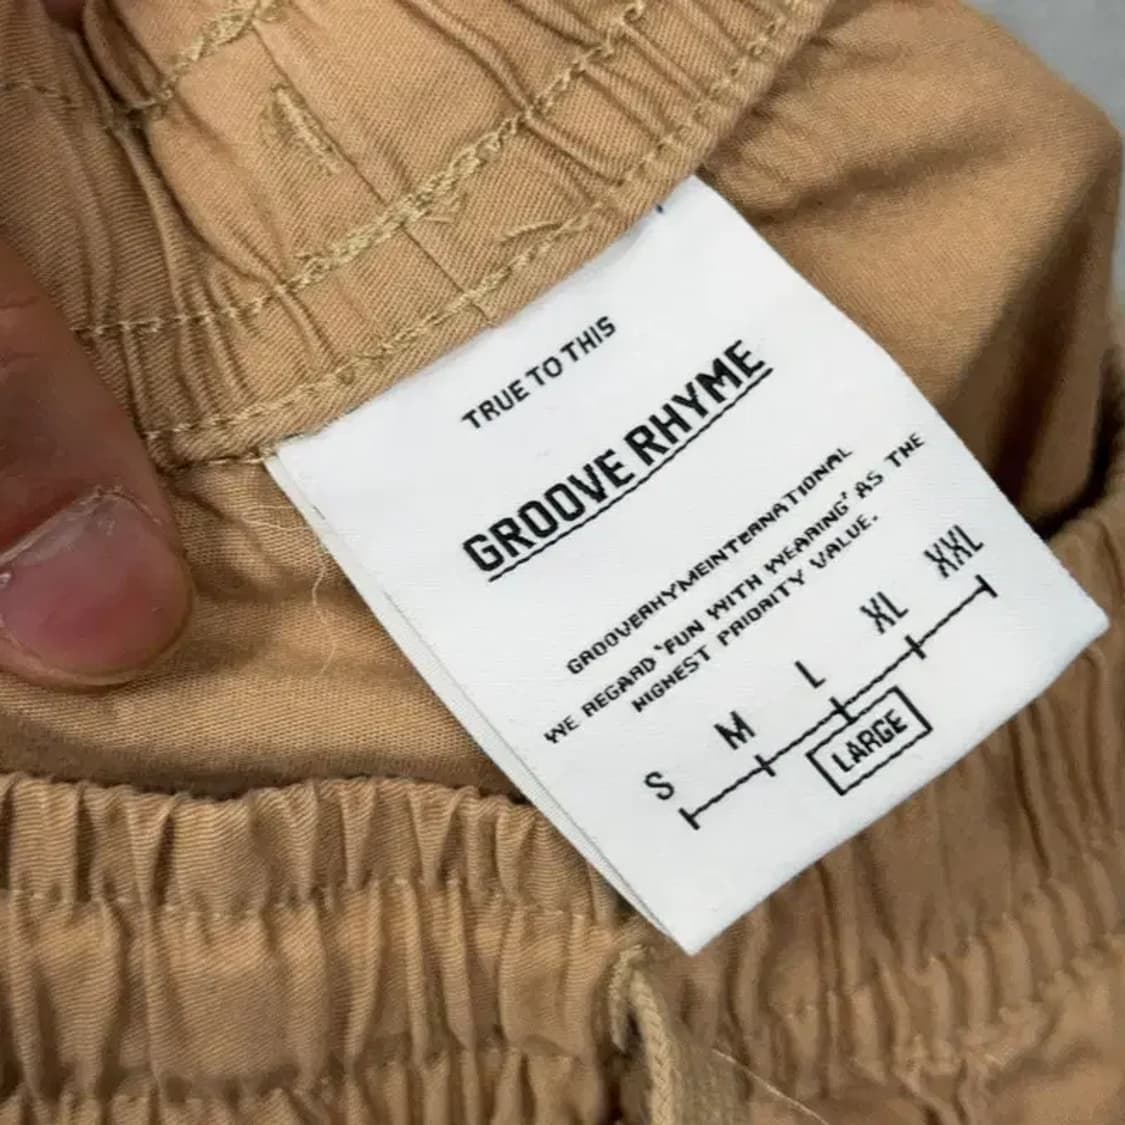 TRUE TO THIS
GROOVE RHYME
GROOVERHYMEINTERNATIONAL
WE REGARD 'FUN WITH WEARING' AS THE
HIGHEST PRIORITY VALUE.
S M L XL XXL
LARGE